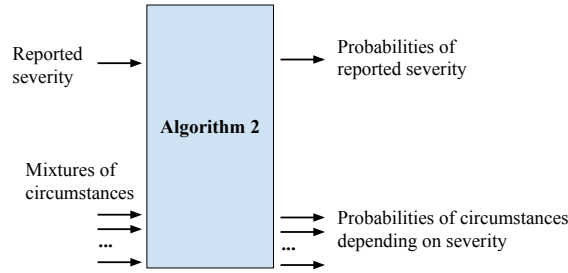 Reported
severity
Probabilities of
reported severity
Algorithm 2
Mixtures of
circumstances
...
Probabilities of circumstances
depending on severity
...